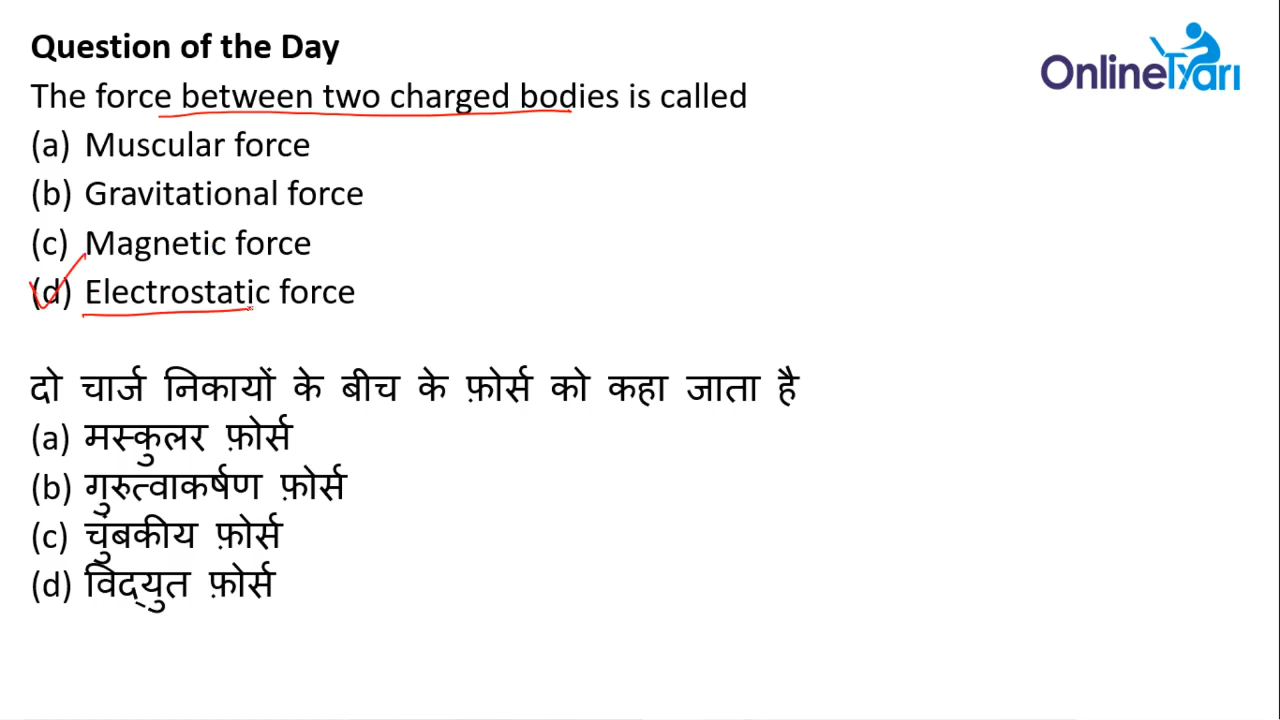 Question of the Day
OnlineTyari
The force between two charged bodies is called
(a) Muscular force
(b) Gravitational force
(c) Magnetic force
(d) Electrostatic force
दो चार्ज निकायों के बीच के फ़ोर्स को कहा जाता है
(a) मस्कुलर फ़ोर्स
(b) गुरुत्वाकर्षण फ़ोर्स
(c) चुंबकीय फ़ोर्स
(d) विद्युत फ़ोर्स